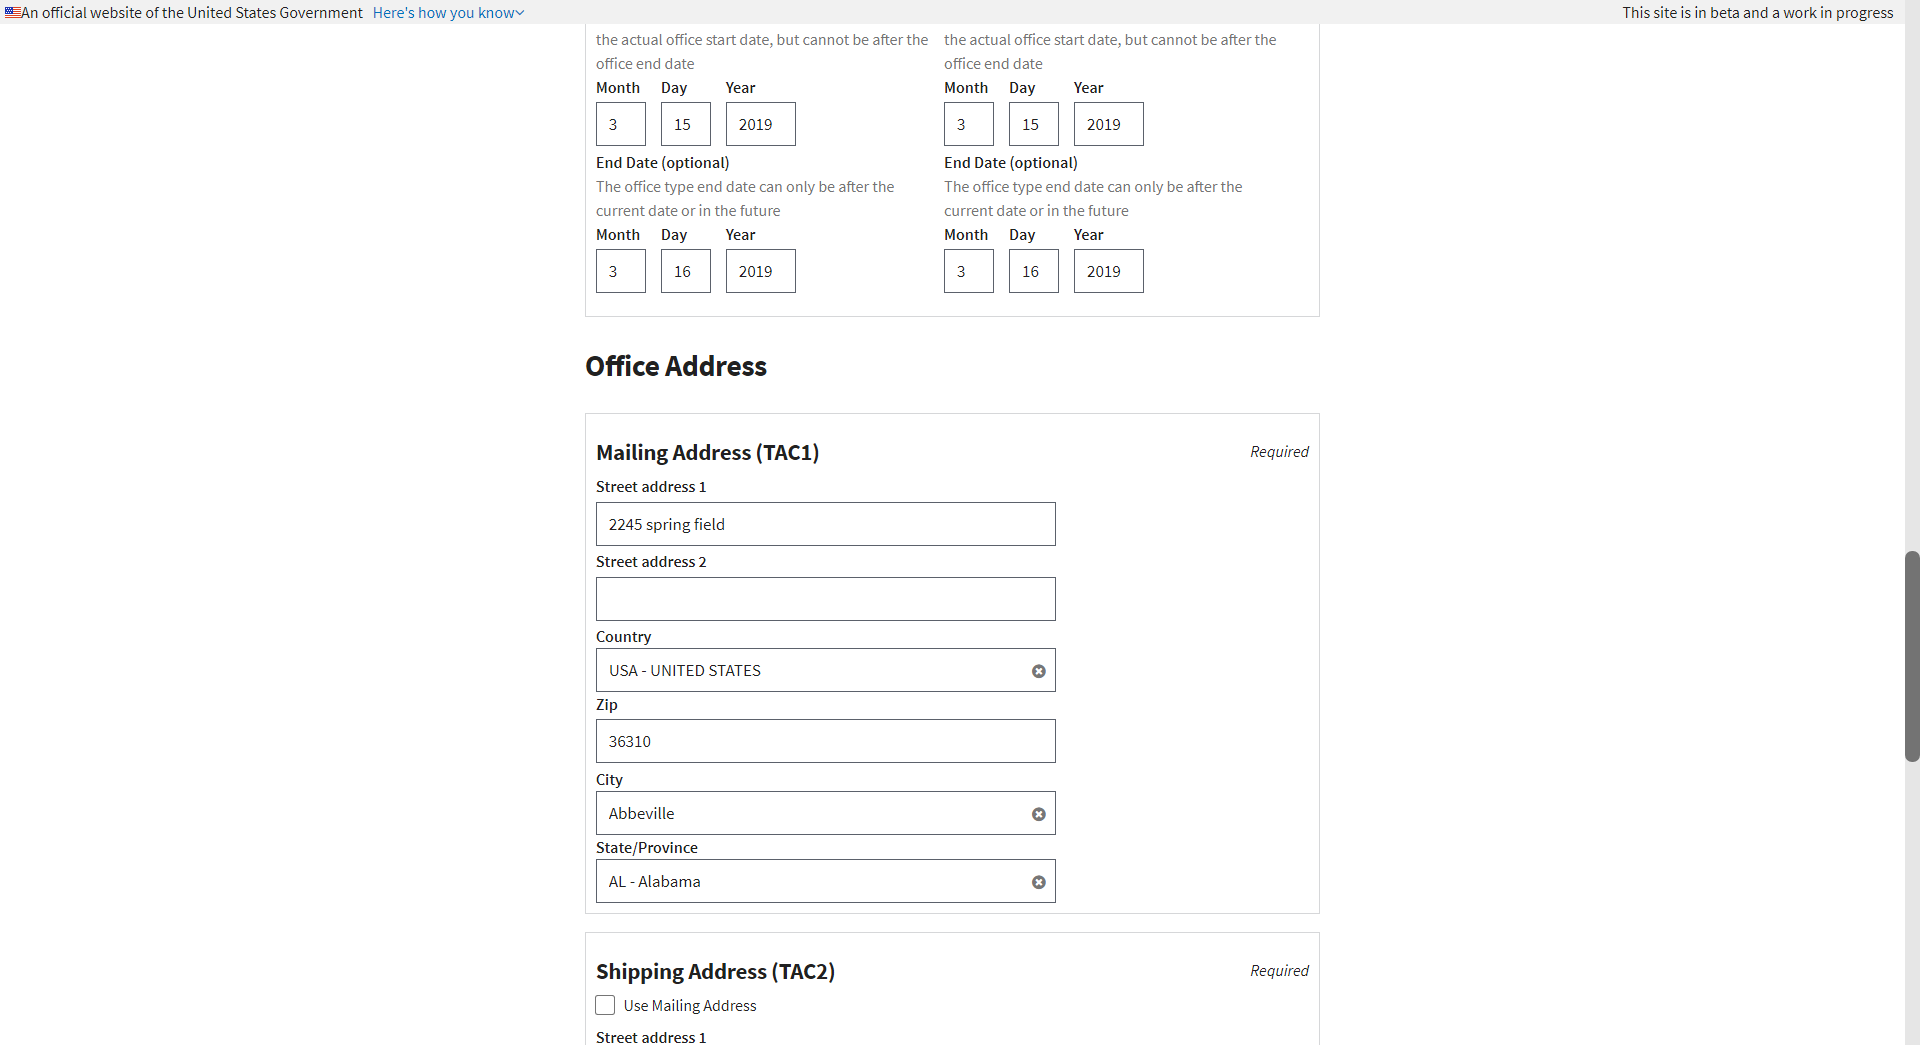 An official website of the United States Government Here's how you know
This site is in beta and a work in progress
the actual office start date, but cannot be after the
office end date
Month Day Year
3 15 2019
End Date (optional)
The office type end date can only be after the
current date or in the future
Month Day Year
3 16 2019
the actual office start date, but cannot be after the
office end date
Month Day Year
3 15 2019
End Date (optional)
The office type end date can only be after the
current date or in the future
Month Day Year
3 16 2019
Office Address
Mailing Address (TAC1)
Required
Street address 1
2245 spring field
Street address 2
Country
USA - UNITED STATES
Zip
36310
City
Abbeville
State/Province
AL - Alabama
Shipping Address (TAC2)
Required
Use Mailing Address
Street address 1